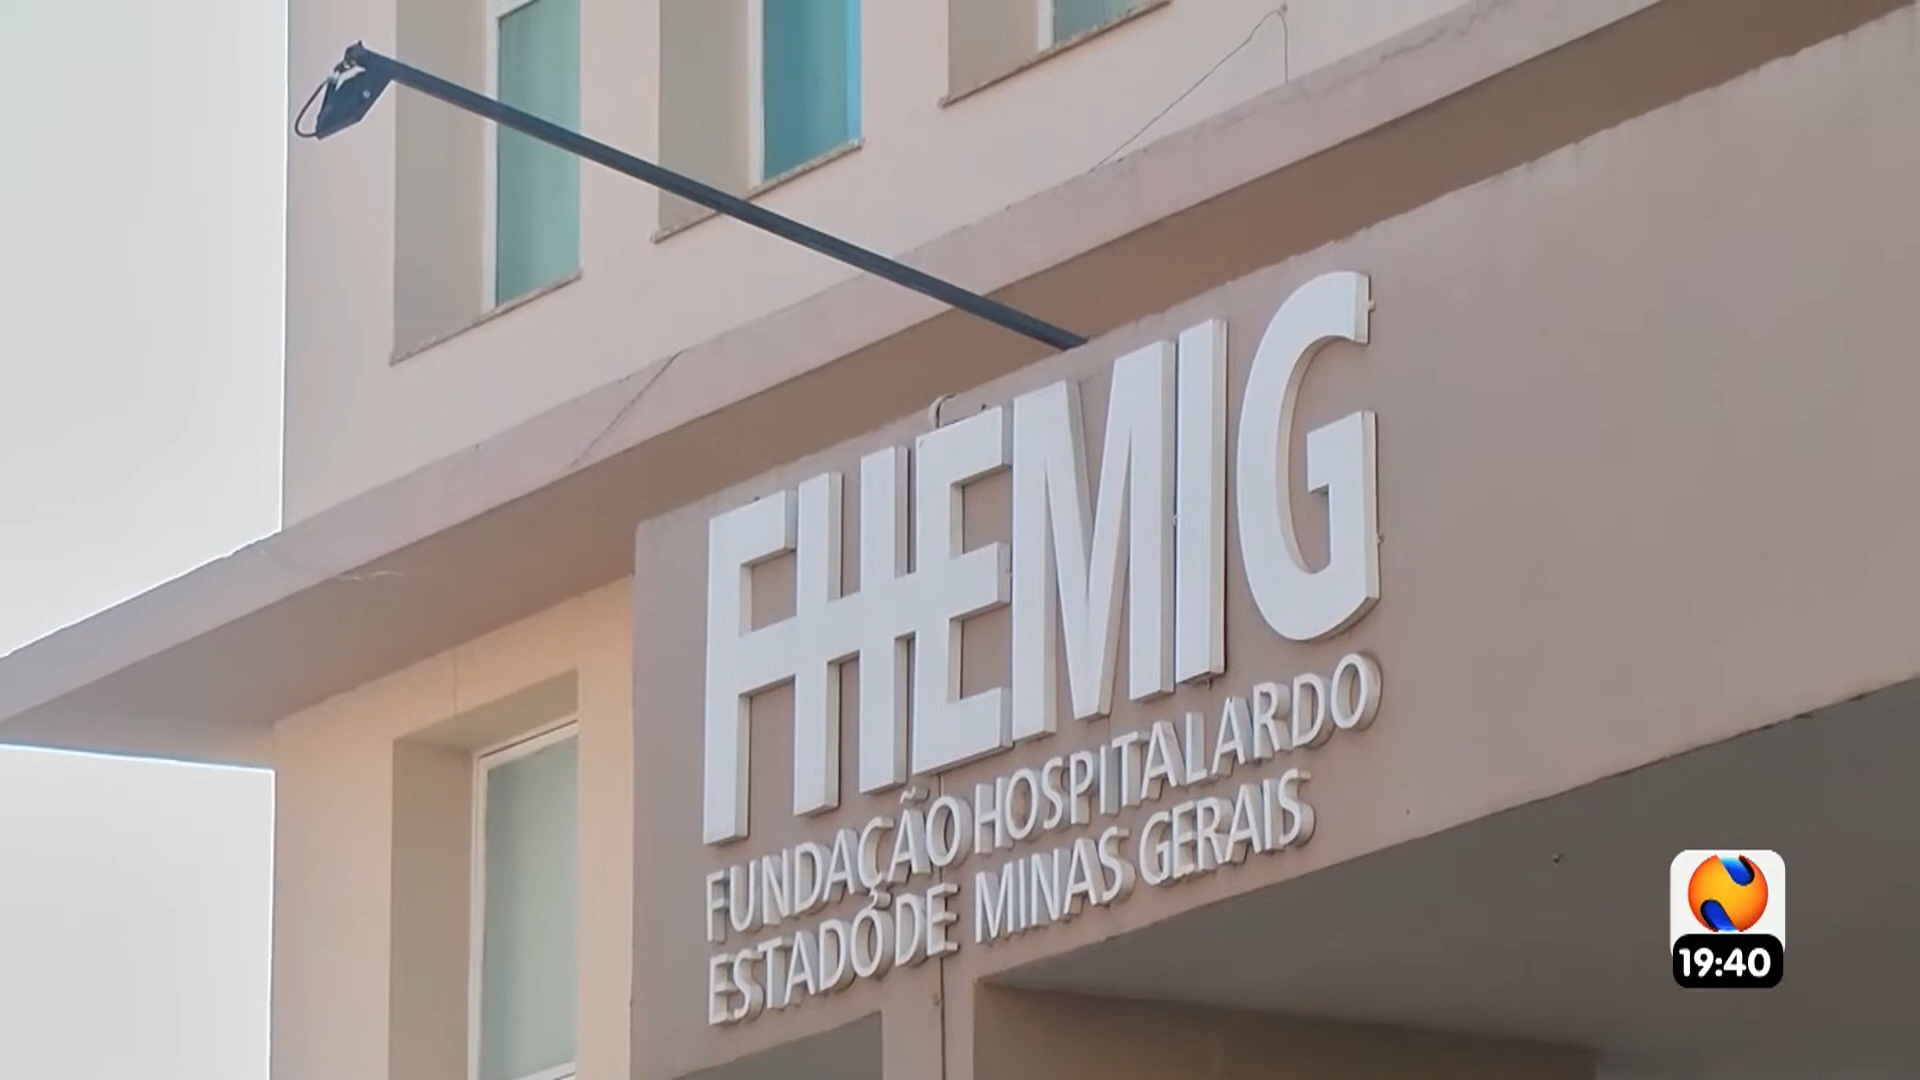 FHEMIG
FUNDAÇÃO HOSPITALAR DO
ESTADO DE MINAS GERAIS
19:40